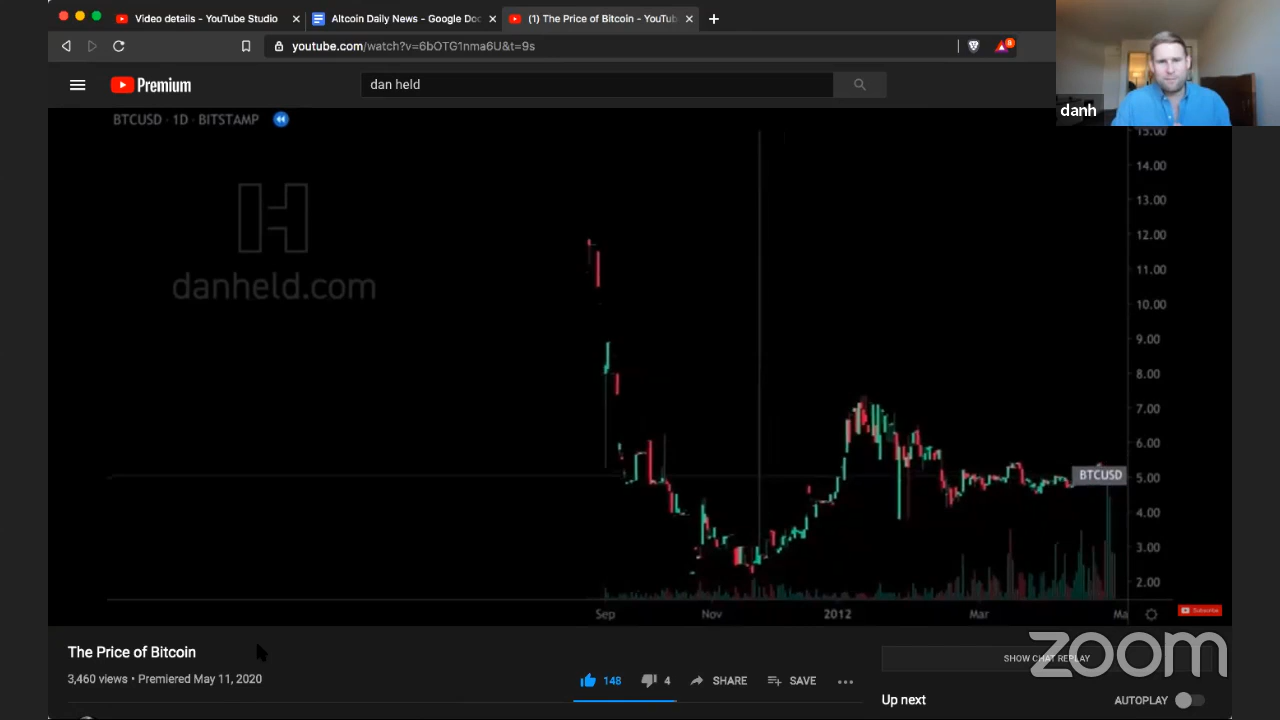 Video details - YouTube Studio
Altcoin Daily News - Google Doc
(1) The Price of Bitcoin - YouTub
youtube.com/watch?v=6bOTG1nma6U&t=9s
8
Premium
dan held
danh
BTCUSD · 1D · BITSTAMP
danheld.com
15.00
14.00
13.00
12.00
11.00
10.00
9.00
8.00
7.00
6.00
BTCUSD
5.00
4.00
3.00
2.00
Sep
Nov
2012
Mar
Ma
Subscribe
The Price of Bitcoin
3,460 views • Premiered May 11, 2020
148
4
SHARE
SAVE
SHOW CHAT REPLAY
zoom
Up next
AUTOPLAY